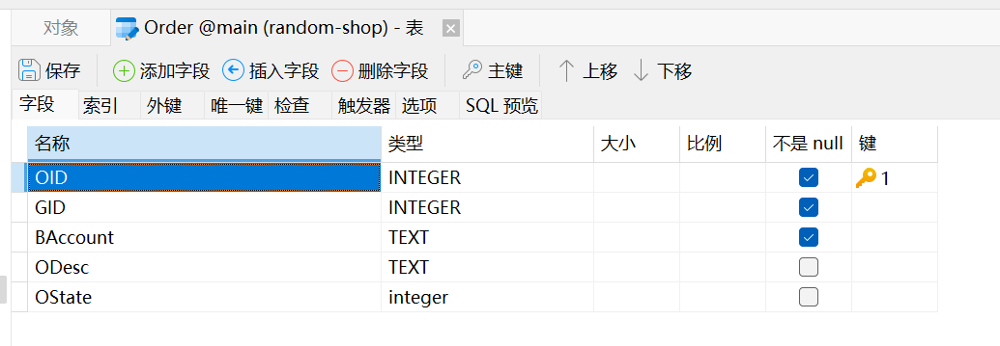 对象 Order @main (random-shop) - 表
保存 添加字段 插入字段 删除字段 主键 上移 下移
字段 索引 外键 唯一键 检查 触发器 选项 SQL 预览
名称 类型 大小 比例 不是 null 键
OID INTEGER 1
GID INTEGER
BAccount TEXT
ODesc TEXT
OState integer